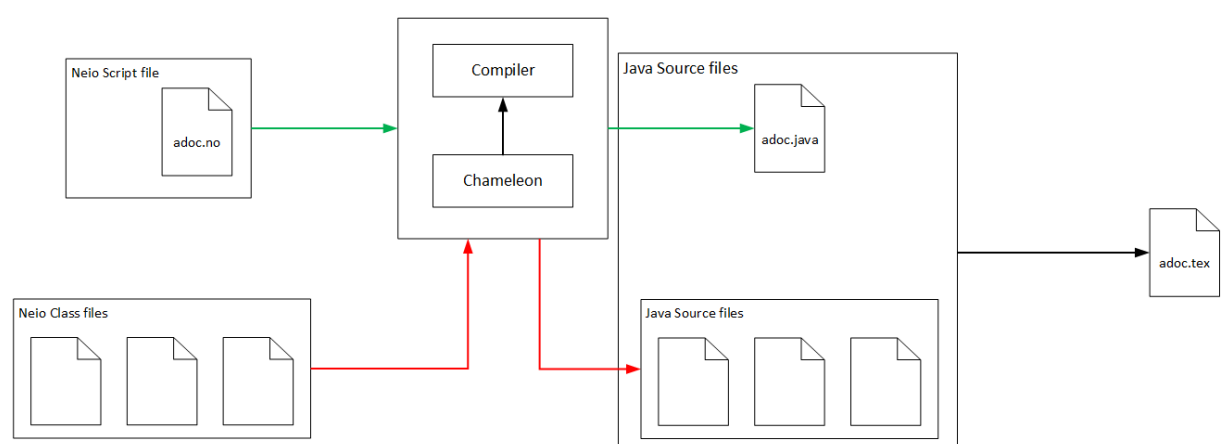 Neio Script file
adoc.no
Compiler
Chameleon
Java Source files
adoc.java
adoc.tex
Neio Class files
Java Source files